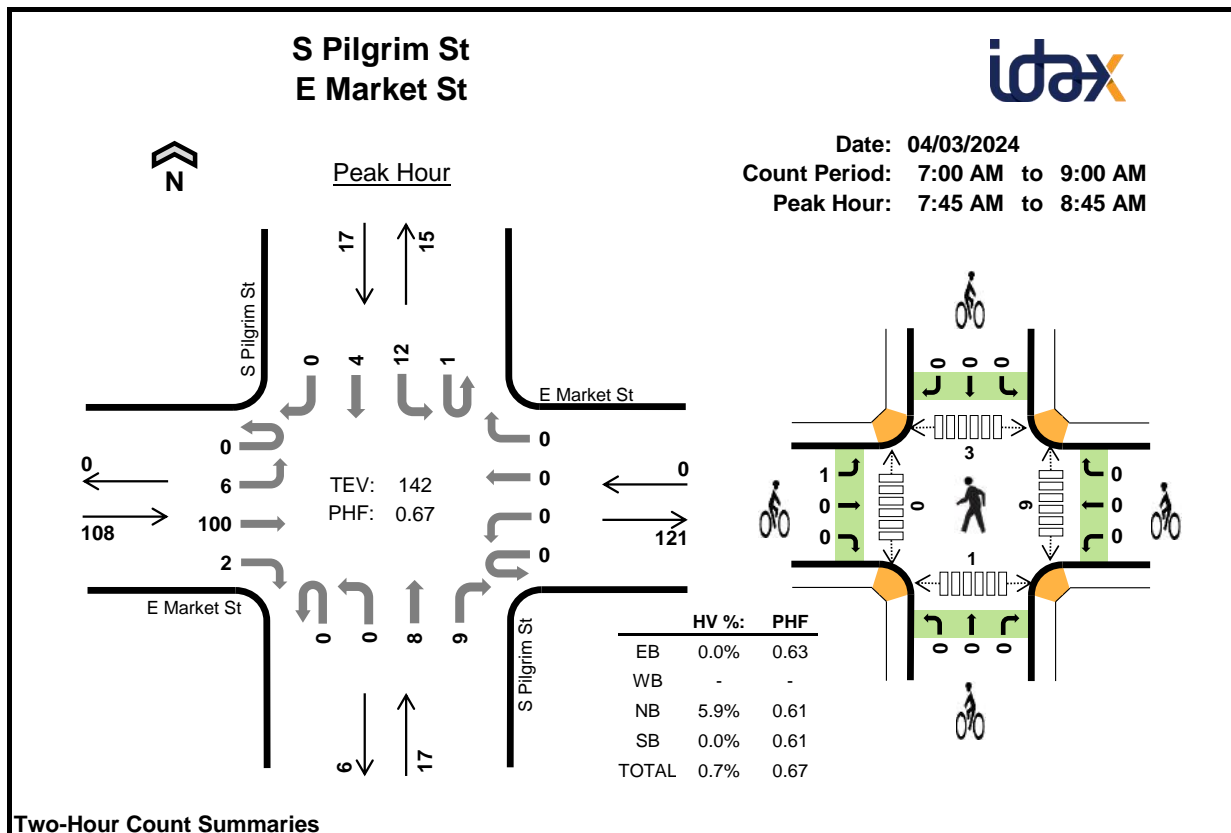 S Pilgrim St
E Market St
idax
Date: 04/03/2024
Count Period: 7:00 AM to 9:00 AM
Peak Hour: 7:45 AM to 8:45 AM
N
Peak Hour
17 15
S Pilgrim St
0 4 12 1
E Market St
0
6
100
2
0
108
TEV: 142
PHF: 0.67
0
0
0
0
0
121
E Market St
0 0 8 9
S Pilgrim St
6 17
0 0 0
3
1
0
0
0
9
0
0
0
1
0 0 0
HV %: PHF
EB 0.0% 0.63
WB - -
NB 5.9% 0.61
SB 0.0% 0.61
TOTAL 0.7% 0.67
Two-Hour Count Summaries